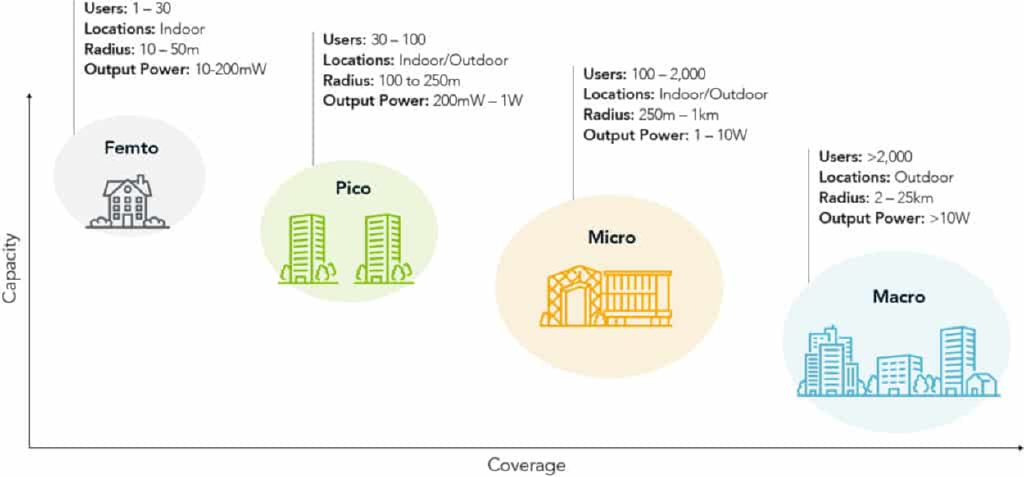 Users: 1 – 30
Locations: Indoor
Radius: 10 – 50m
Output Power: 10-200mW
Users: 30 – 100
Locations: Indoor/Outdoor
Radius: 100 to 250m
Output Power: 200mW – 1W
Users: 100 – 2,000
Locations: Indoor/Outdoor
Radius: 250m – 1km
Output Power: 1 – 10W
Users: >2,000
Locations: Outdoor
Radius: 2 – 25km
Output Power: >10W
Femto
Pico
Micro
Macro
Capacity
Coverage